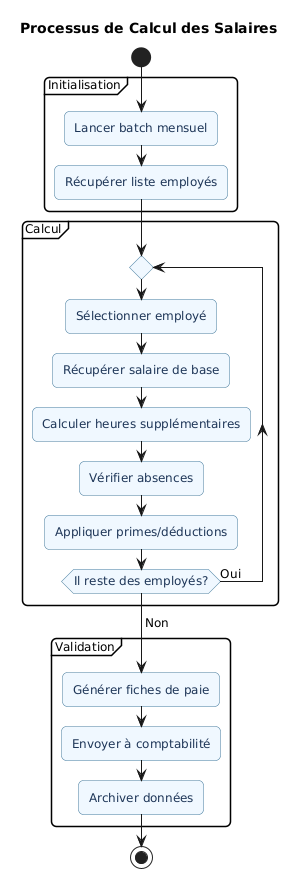 Processus de Calcul des Salaires
Initialisation
Lancer batch mensuel
Récupérer liste employés
Calcul
Sélectionner employé
Récupérer salaire de base
Calculer heures supplémentaires
Vérifier absences
Appliquer primes/déductions
Il reste des employés?
Oui
Non
Validation
Générer fiches de paie
Envoyer à comptabilité
Archiver données